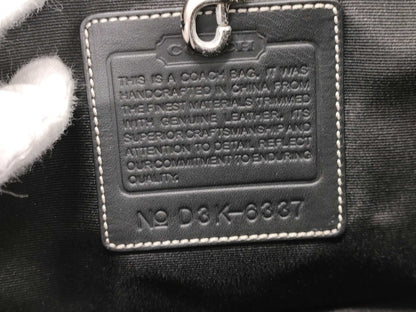 COACH
THIS IS A COACH BAG. IT WAS
HANDCRAFTED IN CHINA FROM
THE FINEST MATERIALS TRIMMED
WITH GENUINE LEATHER. ITS
SUPERIOR CRAFTSMANSHIP AND
ATTENTION TO DETAIL REFLECT
OUR COMMITMENT TO ENDURING
QUALITY.
No D3K-6337